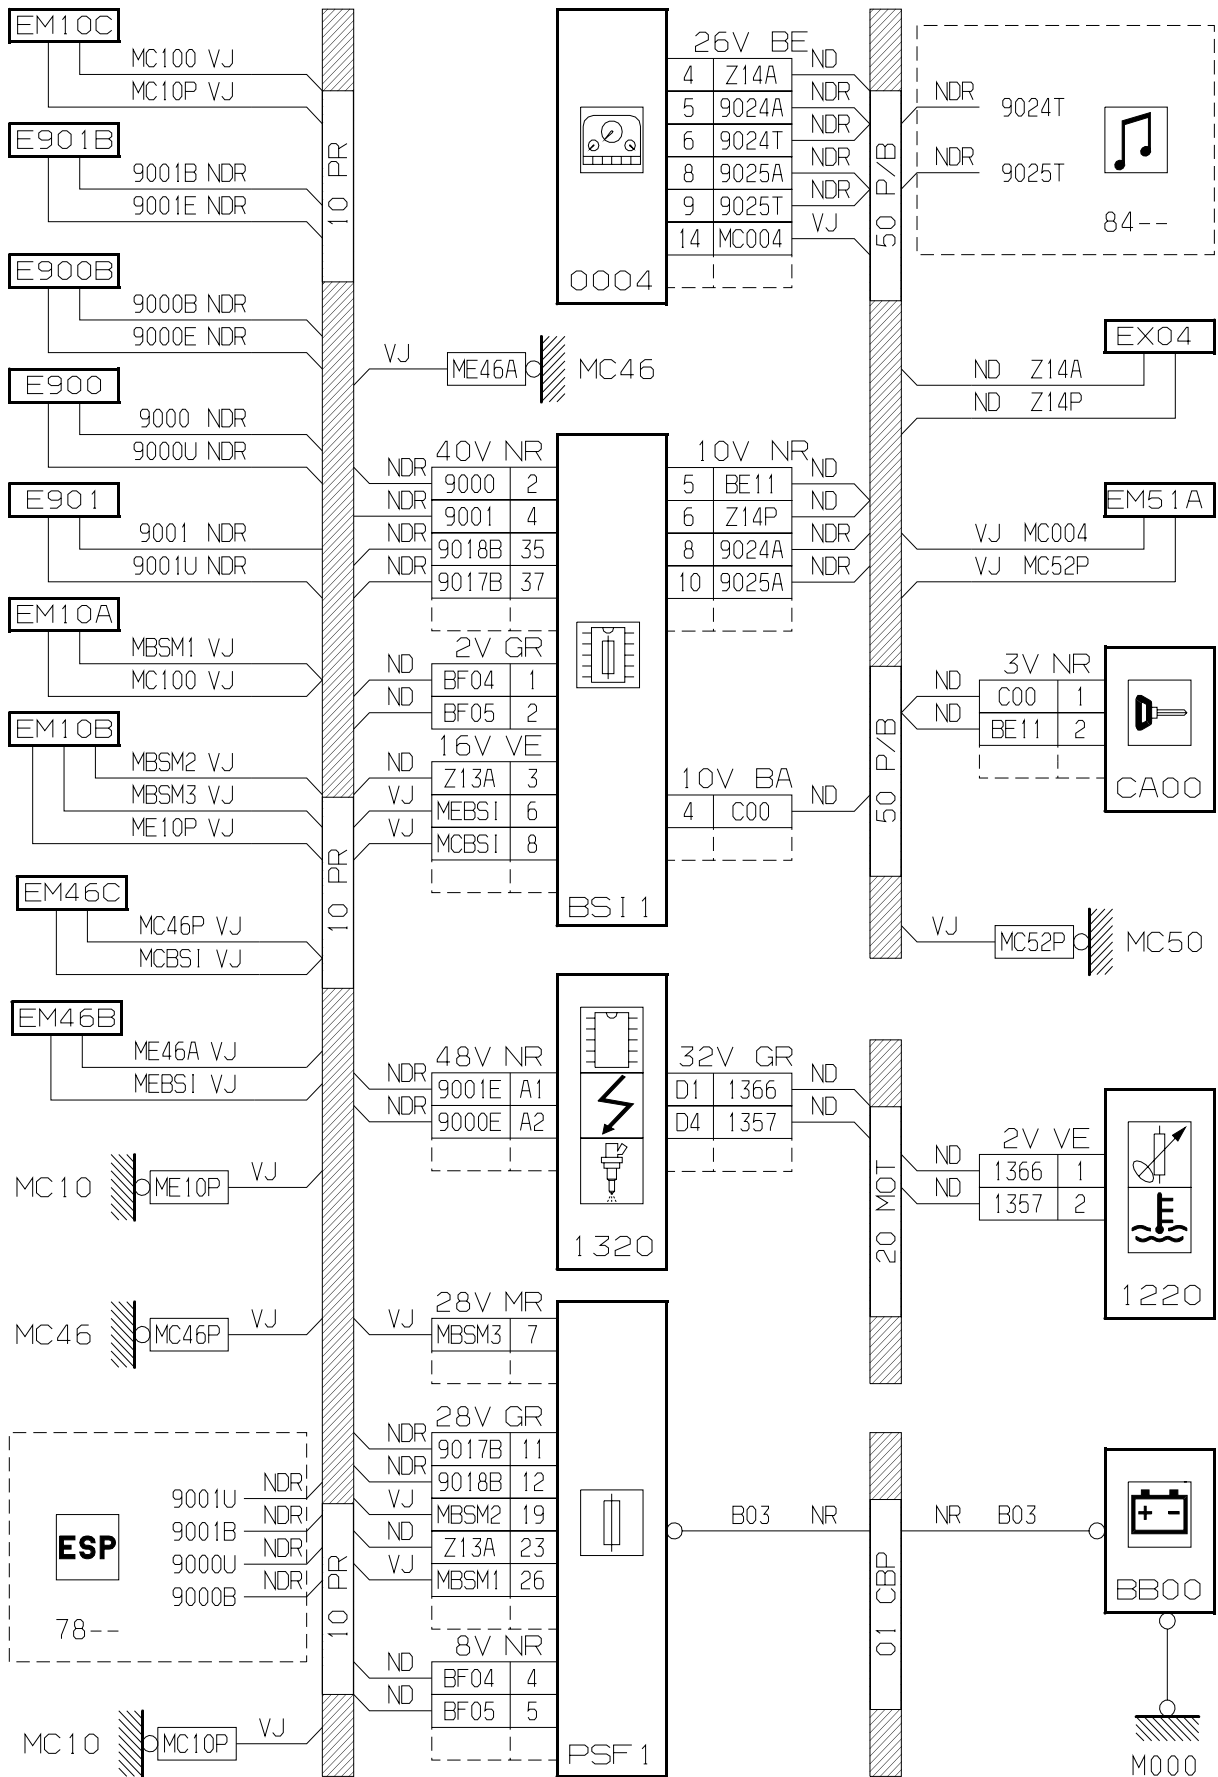 EM10C
MC100 VJ
MC10P VJ
E901B
9001B NDR
9001E NDR
E900B
9000B NDR
9000E NDR
E900
9000 NDR
9000U NDR
E901
9001 NDR
9001U NDR
EM10A
MBSM1 VJ
MC100 VJ
EM10B
MBSM2 VJ
MBSM3 VJ
ME10P VJ
EM46C
MC46P VJ
MCBSI VJ
EM46B
ME46A VJ
MEBSI VJ
MC10 ME10P VJ
MC46 MC46P VJ
9001U NDR
9001B NDR
9000U NDR
9000B NDR
ESP
78--
MC10 MC10P VJ
10 PR
10 PR
10 PR
VJ ME46A MC46
0004
26V BE
4 Z14A ND
5 9024A NDR
6 9024T NDR
8 9025A NDR
9 9025T NDR
14 MC004 VJ
40V NR
NDR 9000 2
NDR 9001 4
NDR 9018B 35
NDR 9017B 37
2V GR
ND BF04 1
ND BF05 2
16V VE
ND Z13A 3
VJ MEBSI 6
VJ MCBSI 8
BSI1
10V NR
5 BE11 ND
6 Z14P ND
8 9024A NDR
10 9025A NDR
10V BA
4 C00 ND
48V NR
NDR 9001E A1
NDR 9000E A2
1320
32V GR
D1 1366 ND
D4 1357 ND
28V MR
VJ MBSM3 7
28V GR
NDR 9017B 11
NDR 9018B 12
VJ MBSM2 19
ND Z13A 23
VJ MBSM1 26
8V NR
ND BF04 4
ND BF05 5
PSF1
B03 NR
50 P/B
50 P/B
20 MOT
01 CBP
NDR 9024T
NDR 9025T
84--
EX04
ND Z14A
ND Z14P
EM51A
VJ MC004
VJ MC52P
3V NR
ND C00 1
ND BE11 2
CA00
VJ MC52P MC50
2V VE
ND 1366 1
ND 1357 2
1220
NR B03
+ -
BB00
M000